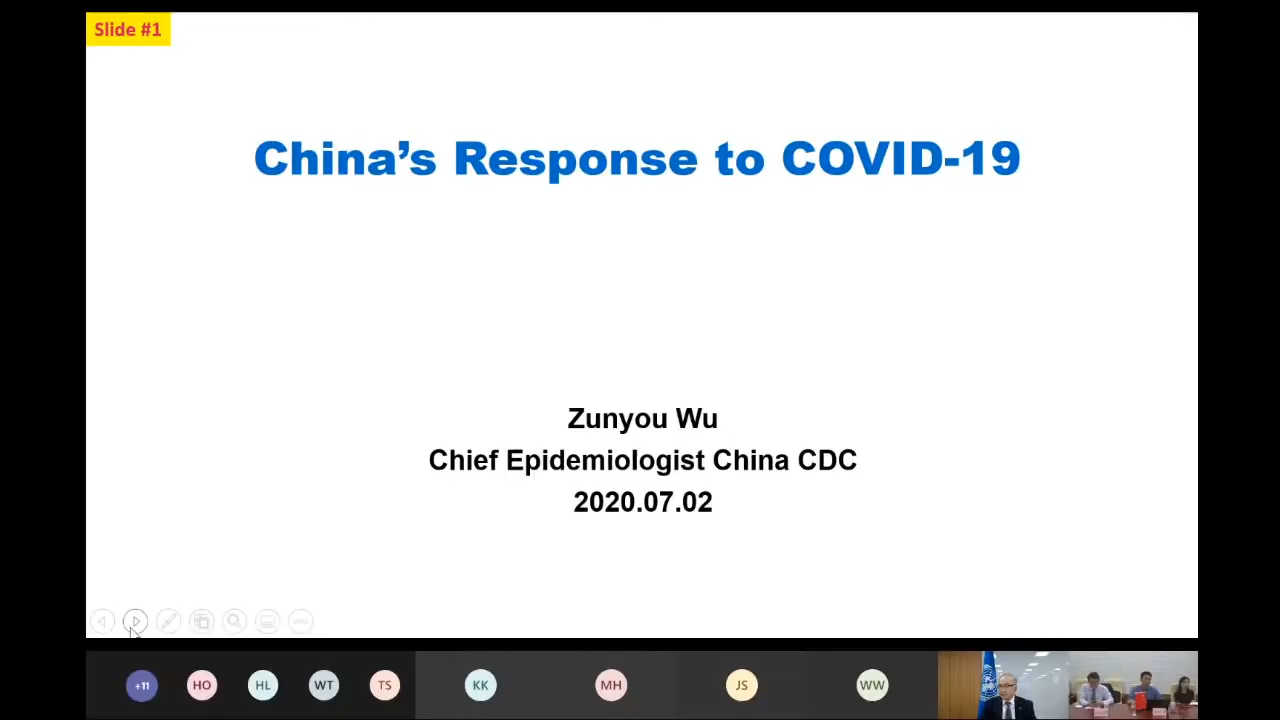 Slide #1
China’s Response to COVID-19
Zunyou Wu
Chief Epidemiologist China CDC
2020.07.02
+11
HO
HL
WT
TS
KK
MH
JS
WW